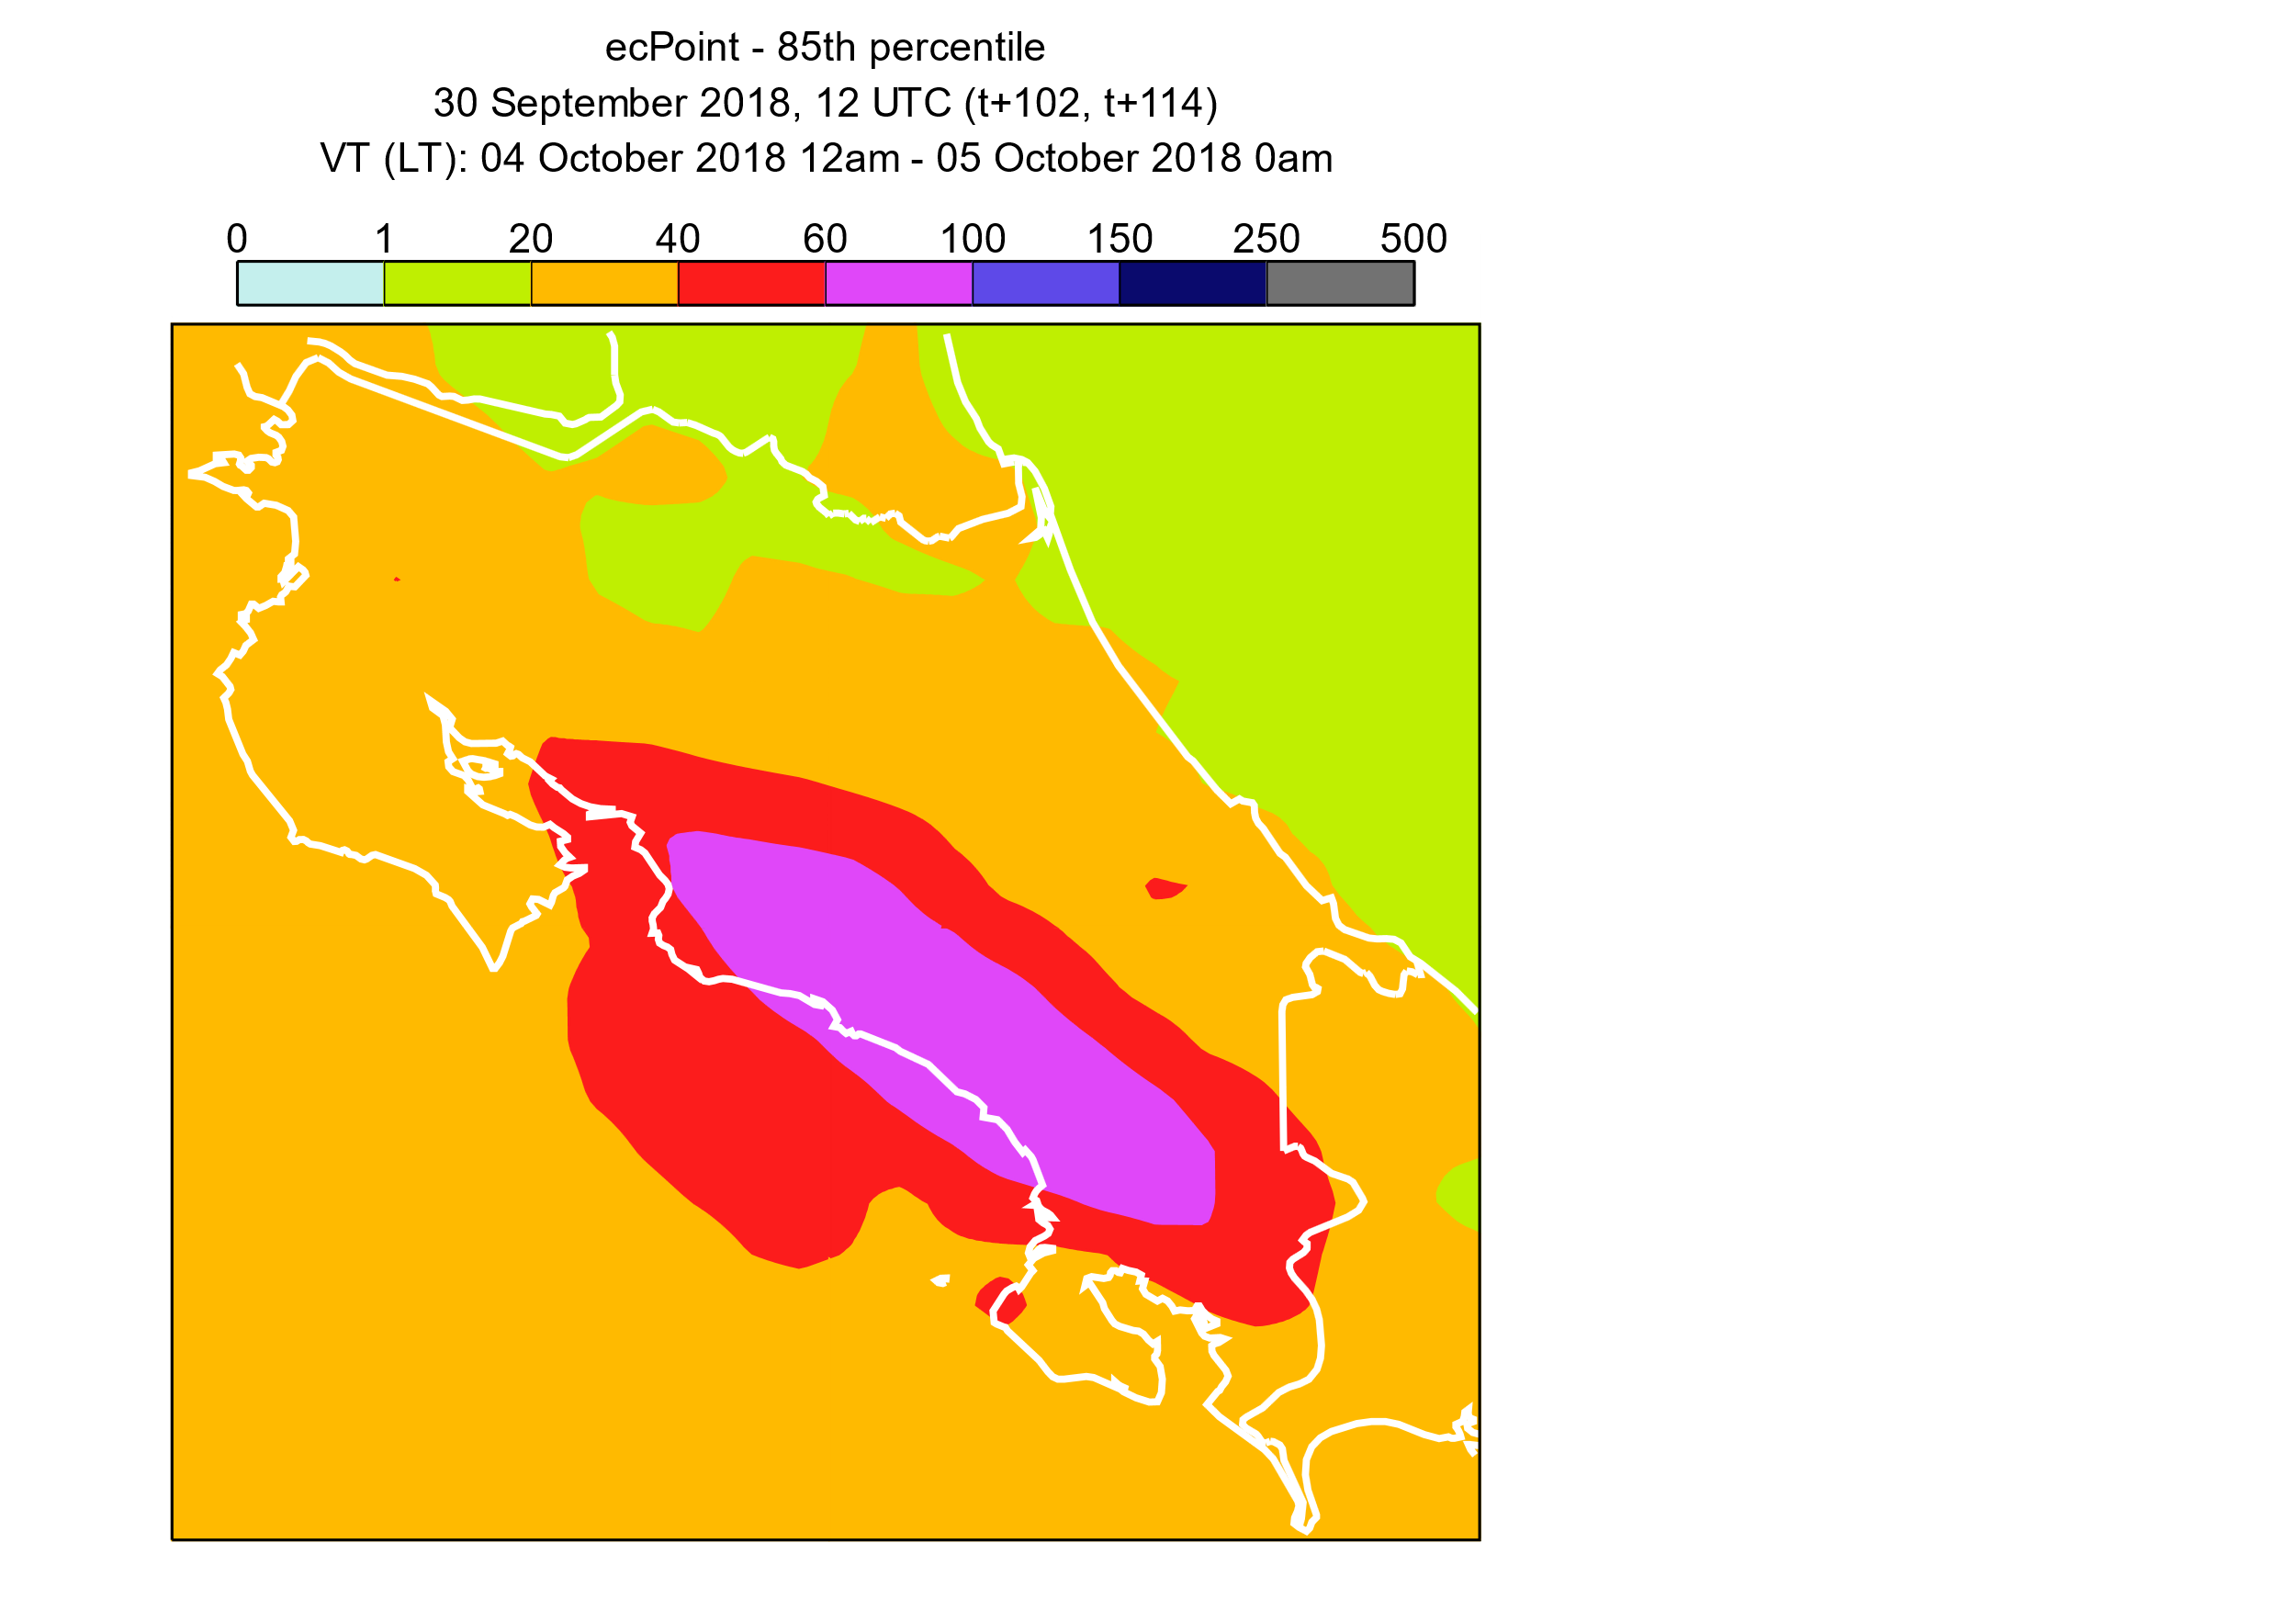 ecPoint - 85th percentile
30 September 2018, 12 UTC (t+102, t+114)
VT (LT): 04 October 2018 12am - 05 October 2018 0am
0 1 20 40 60 100 150 250 500